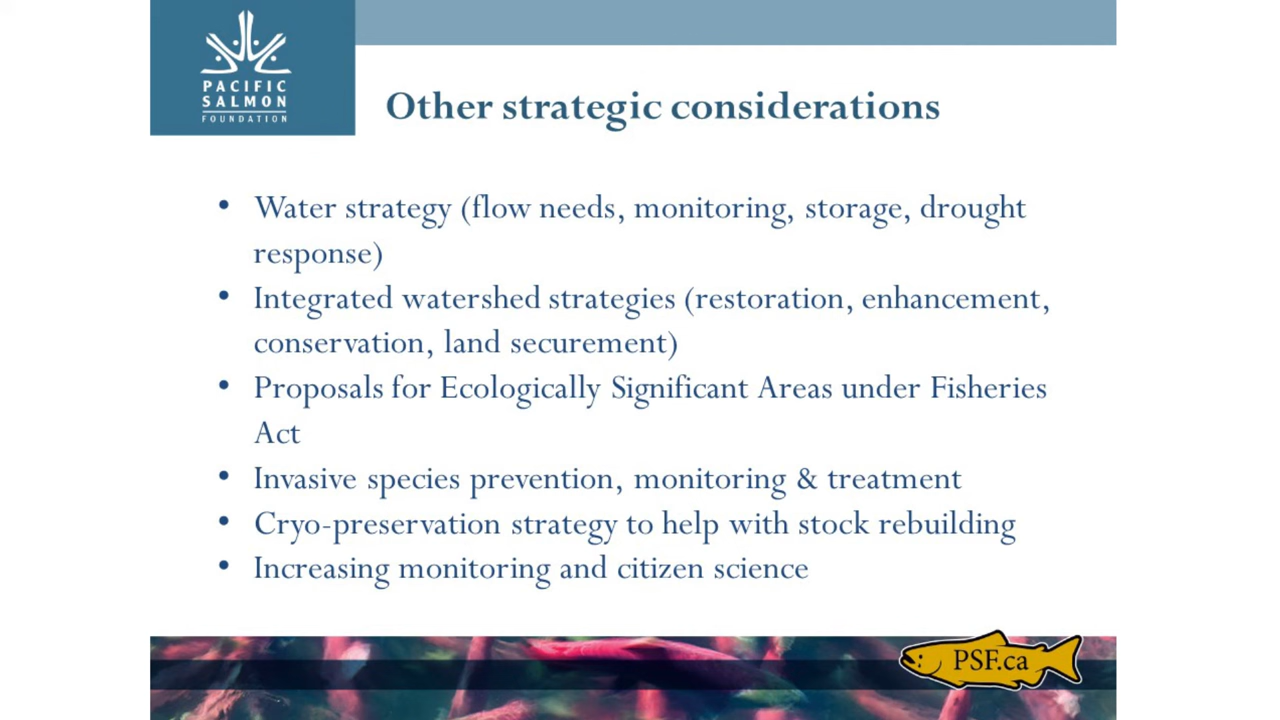 PACIFIC
SALMON
FOUNDATION
Other strategic considerations
• Water strategy (flow needs, monitoring, storage, drought
response)
• Integrated watershed strategies (restoration, enhancement,
conservation, land securement)
• Proposals for Ecologically Significant Areas under Fisheries
Act
• Invasive species prevention, monitoring & treatment
• Cryo-preservation strategy to help with stock rebuilding
• Increasing monitoring and citizen science
PSF.ca